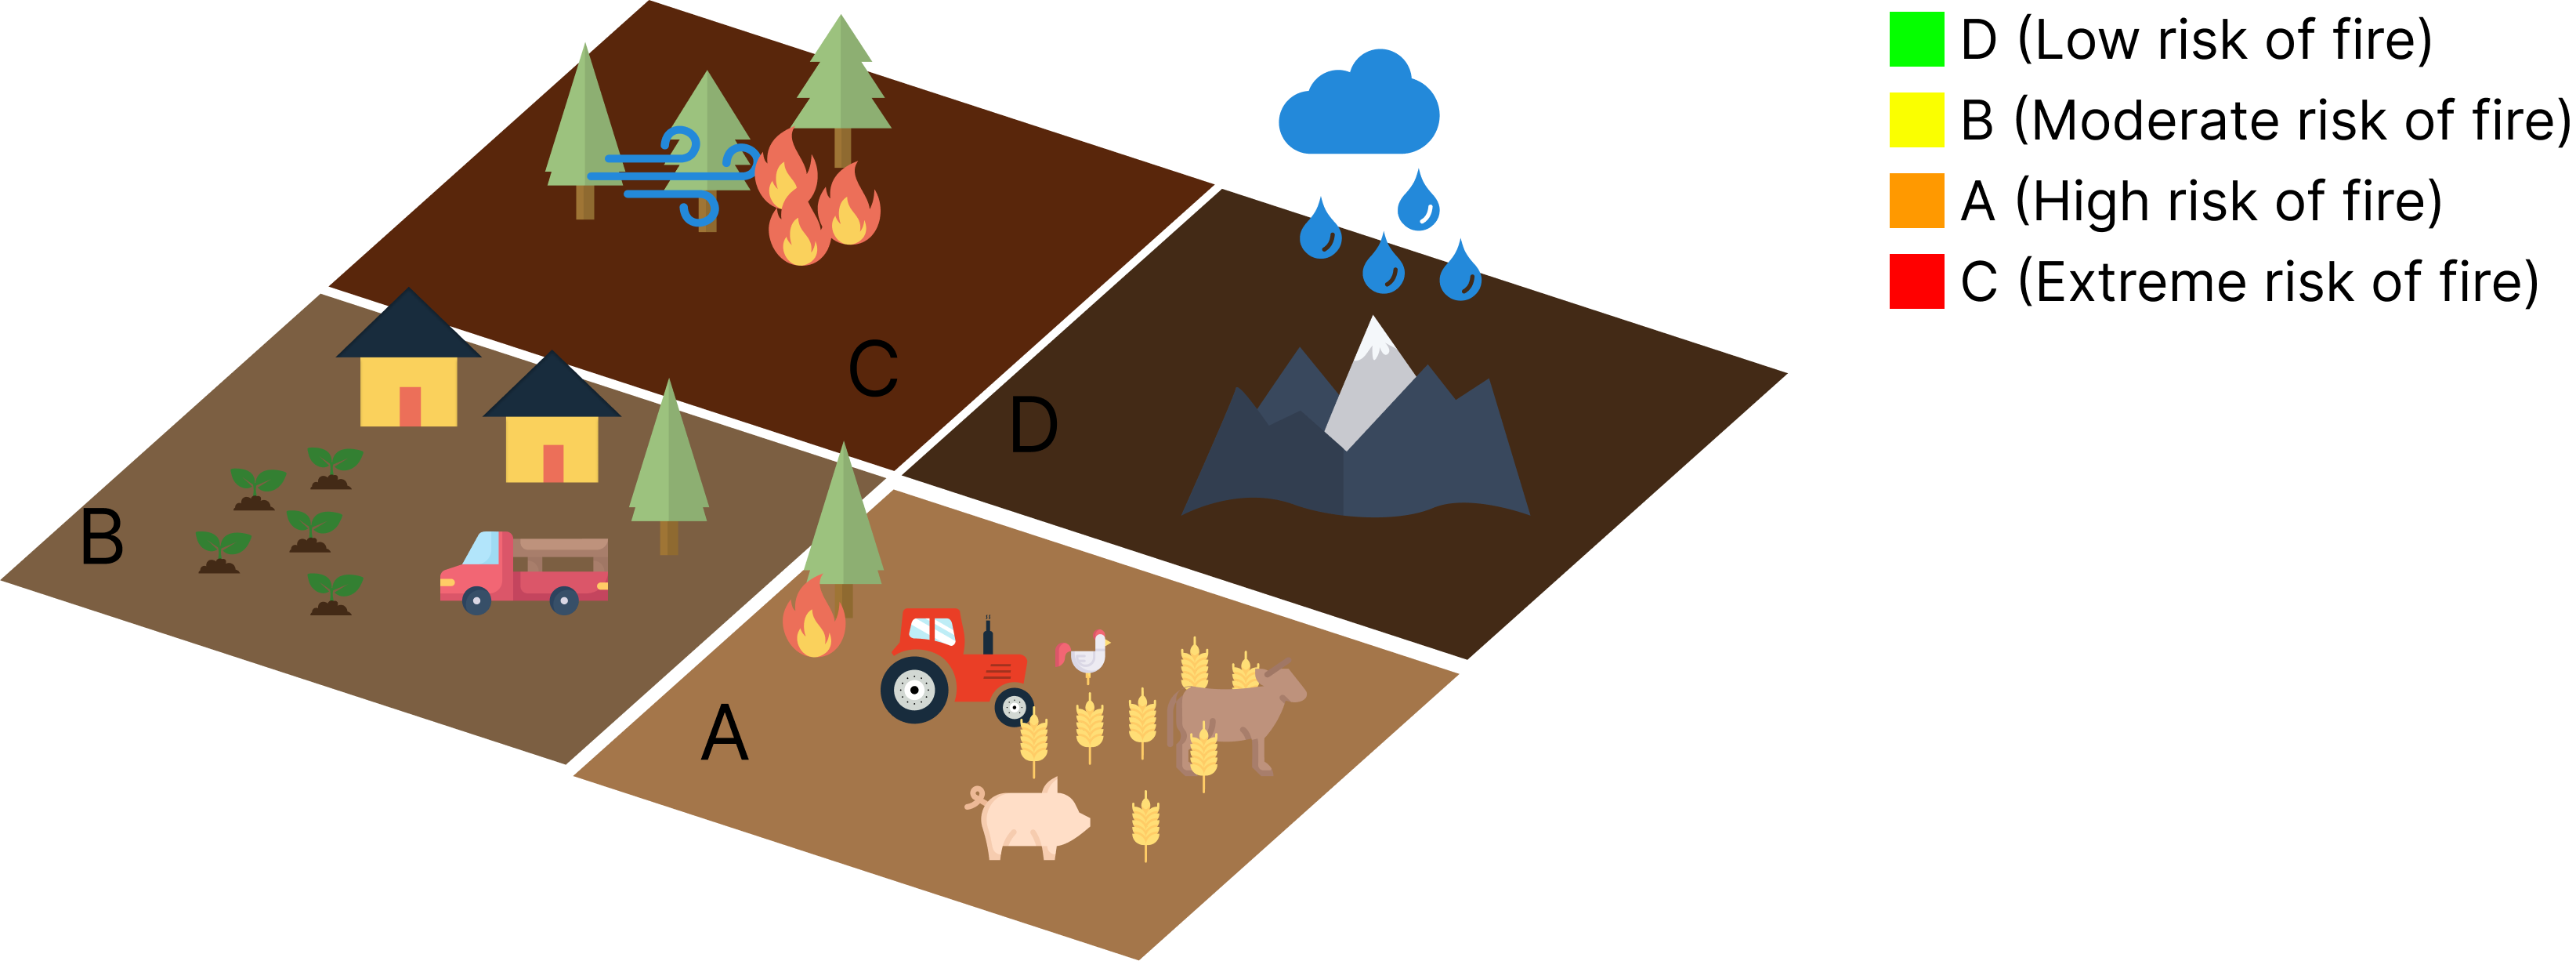 D (Low risk of fire)
B (Moderate risk of fire)
A (High risk of fire)
C (Extreme risk of fire)
C
D
B
A